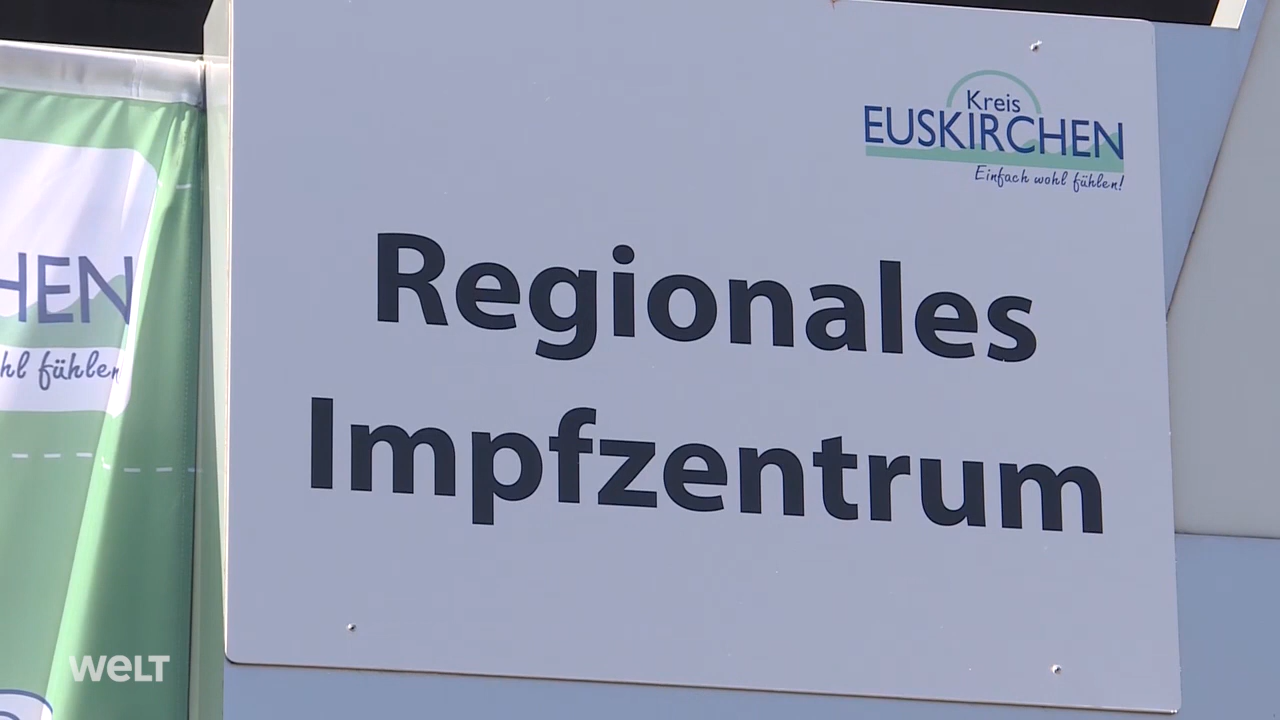 Kreis
EUSKIRCHEN
Einfach wohl fühlen!
Regionales
Impfzentrum
HEN
hl fühlen
WELT